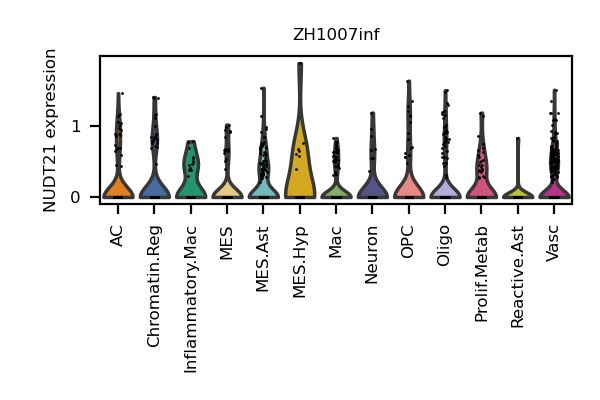 ZH1007inf
NUDT21 expression
1
0
AC
Chromatin.Reg
Inflammatory.Mac
MES
MES.Ast
MES.Hyp
Mac
Neuron
OPC
Oligo
Prolif.Metab
Reactive.Ast
Vasc